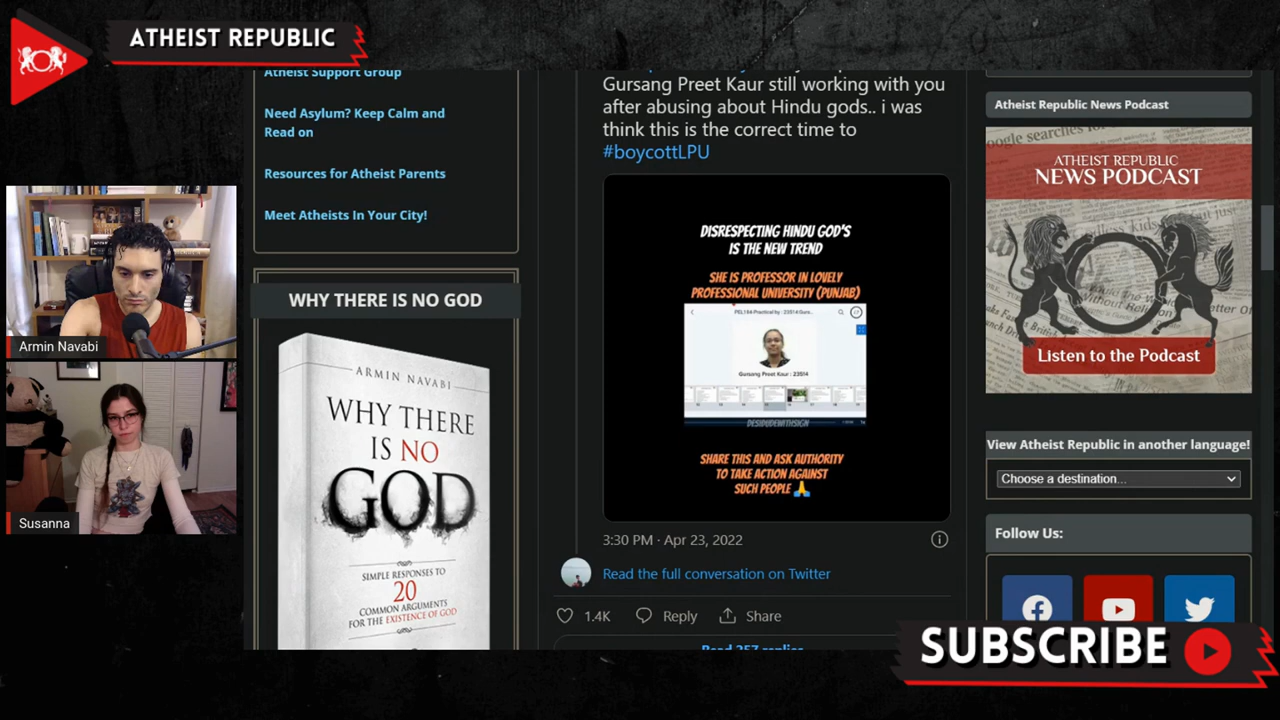 ATHEIST REPUBLIC
Atheist Support Group
Need Asylum? Keep Calm and
Read on
Resources for Atheist Parents
Meet Atheists In Your City!
WHY THERE IS NO GOD
ARMIN NAVABI
WHY THERE
IS NO
GOD
SIMPLE RESPONSES TO
20
COMMON ARGUMENTS
FOR THE EXISTENCE OF GOD
Armin Navabi
Susanna
Gursang Preet Kaur still working with you
after abusing about Hindu gods.. i was
think this is the correct time to
#boycottLPU
DISRESPECTING HINDU GOD'S
IS THE NEW TREND
SHE IS PROFESSOR IN LOVELY
PROFESSIONAL UNIVERSITY (PUNJAB)
Gursang Preet Kaur : 23514
DESIDUDEWITHSIGN
SHARE THIS AND ASK AUTHORITY
TO TAKE ACTION AGAINST
SUCH PEOPLE 🙏
3:30 PM · Apr 23, 2022
Read the full conversation on Twitter
1.4K Reply Share
Read 257 replies
Atheist Republic News Podcast
ATHEIST REPUBLIC
NEWS PODCAST
Listen to the Podcast
View Atheist Republic in another language!
Choose a destination...
Follow Us:
SUBSCRIBE